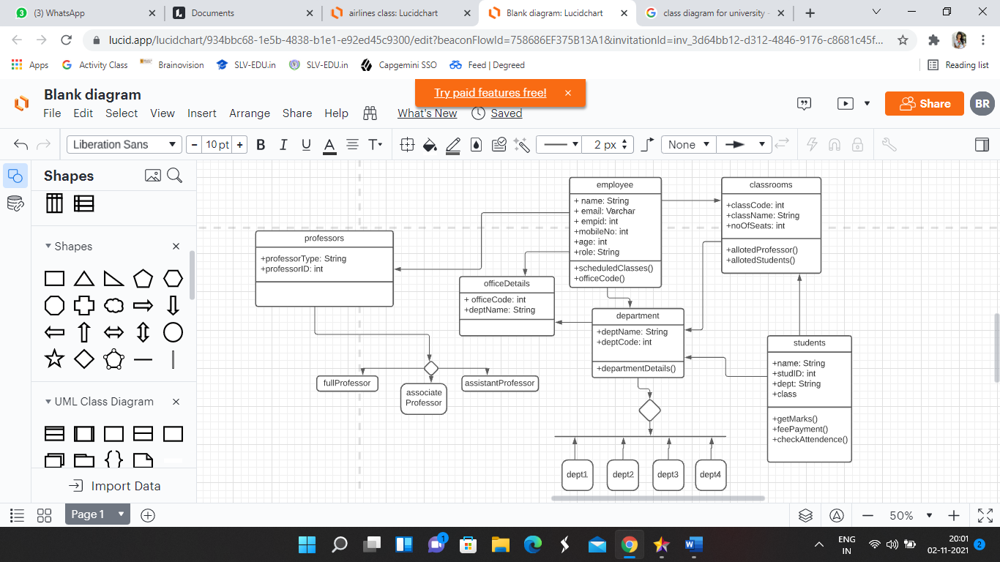 (3) WhatsApp
Documents
airlines class: Lucidchart
Blank diagram: Lucidchart
class diagram for university -
lucid.app/lucidchart/934bbc68-1e5b-4838-b1e1-e92ed45c9300/edit?beaconFlowId=758686EF375B13A1&invitationId=inv_3d64bb12-d312-4846-9176-c8681c45f...
Apps
Activity Class
Brainovision
SLV-EDU.in
SLV-EDU.in
Capgemini SSO
Feed | Degreed
Reading list
Blank diagram
Try paid features free!
File Edit Select View Insert Arrange Share Help
What's New
Saved
Share
BR
Liberation Sans
- 10 pt +
B I U A T
2 px
None
Shapes
Shapes
UML Class Diagram
Import Data
professors
+professorType: String
+professorID: int
employee
+ name: String
+ email: Varchar
+ empid: int
+mobileNo: int
+age: int
+role: String
+scheduledClasses()
+officeCode()
classrooms
+classCode: int
+className: String
+noOfSeats: int
+allotedProfessor()
+allotedStudents()
officeDetails
+ officeCode: int
+deptName: String
department
+deptName: String
+deptCode: int
+departmentDetails()
students
+name: String
+studID: int
+dept: String
+class
+getMarks()
+feePayment()
+checkAttendence()
fullProfessor
associate
Professor
assistantProfessor
dept1
dept2
dept3
dept4
Page 1
50%
1
ENG
IN
20:01
02-11-2021
2